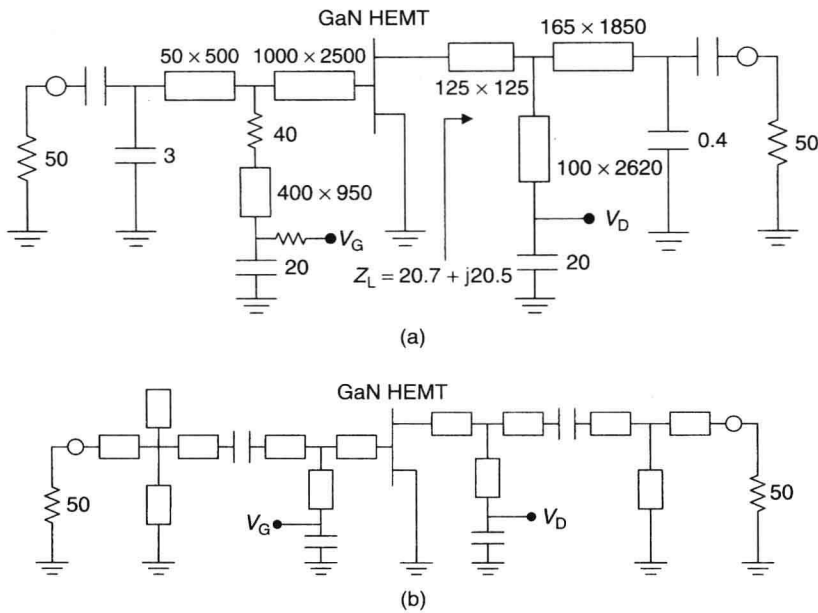 GaN HEMT
165 × 1850
50 × 500
1000 × 2500
125 × 125
50
3
40
400 × 950
V_G
20
100 × 2620
V_D
20
0.4
50
Z_L = 20.7 + j20.5
(a)
GaN HEMT
50
V_G
V_D
50
(b)